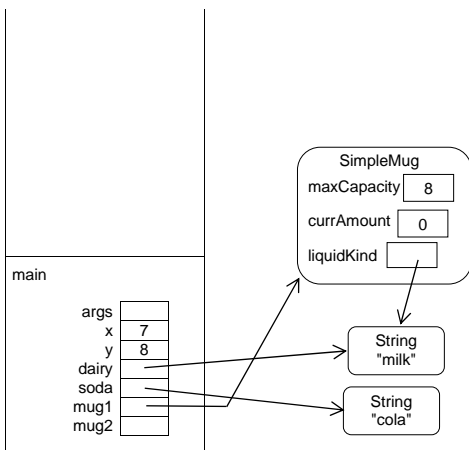 main
args
x 7
y 8
dairy
soda
mug1
mug2
SimpleMug
maxCapacity 8
currAmount 0
liquidKind
String
"milk"
String
"cola"